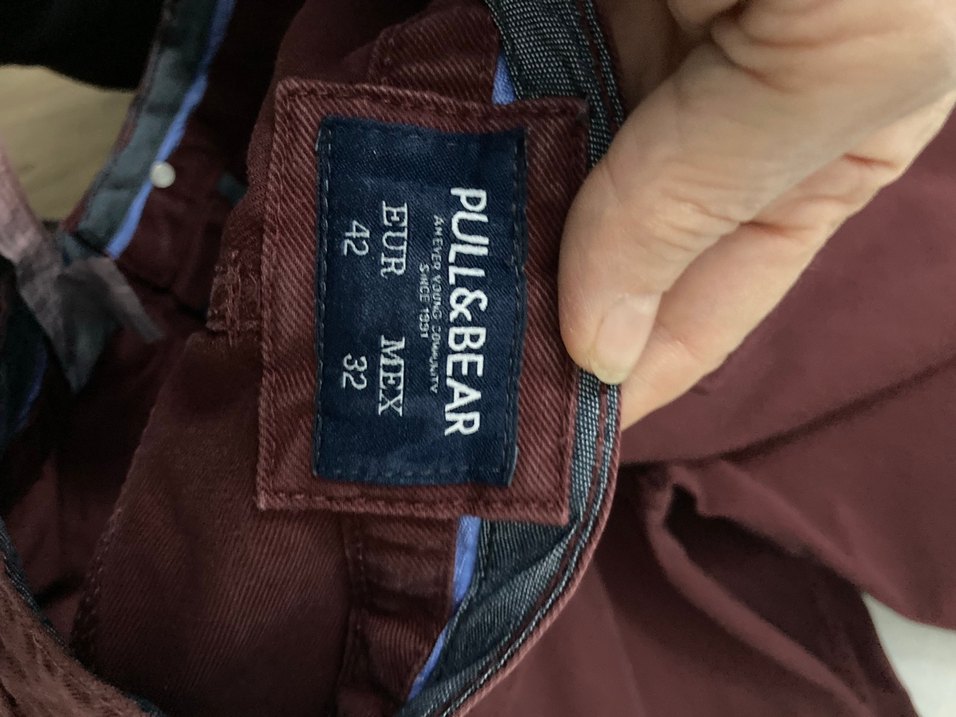 PULL&BEAR
AN EVER YOUNG COMMUNITY
SINCE 1991
EUR MEX
42 32